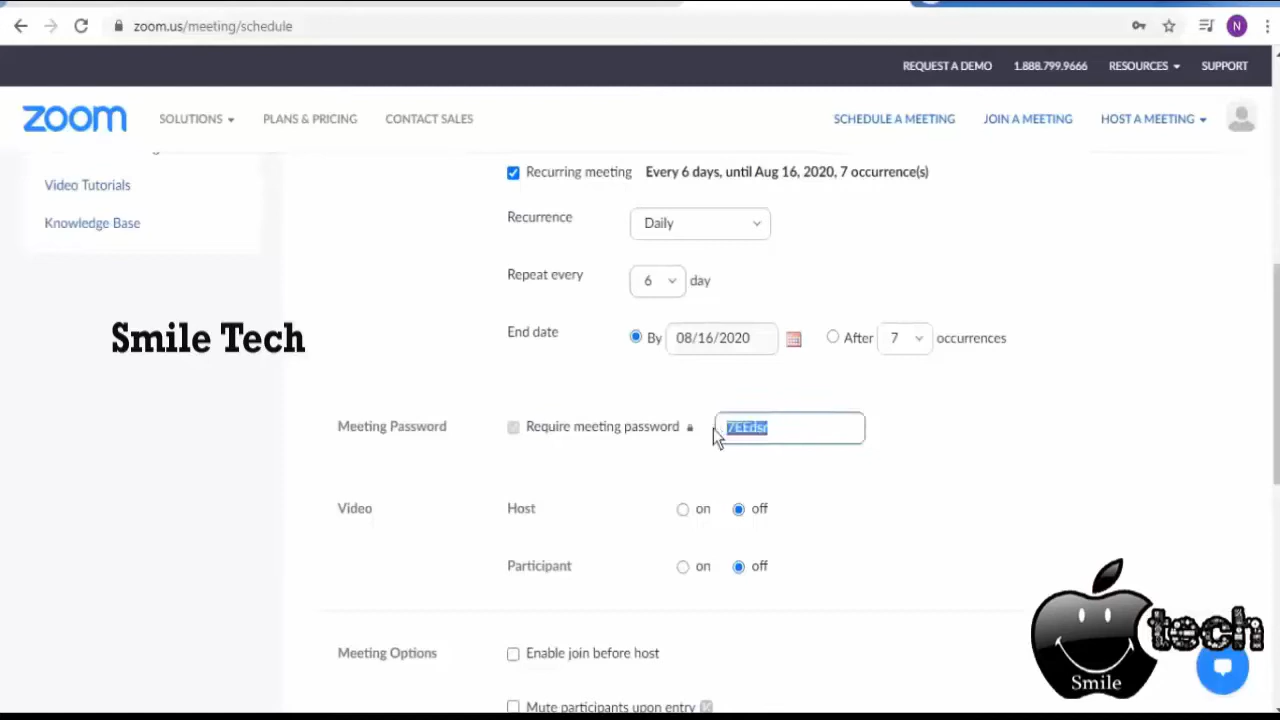 zoom.us/meeting/schedule
N
REQUEST A DEMO 1.888.799.9666 RESOURCES SUPPORT
zoom SOLUTIONS PLANS & PRICING CONTACT SALES SCHEDULE A MEETING JOIN A MEETING HOST A MEETING
Video Tutorials
Knowledge Base
Recurring meeting Every 6 days, until Aug 16, 2020, 7 occurrence(s)
Recurrence Daily
Repeat every 6 day
End date By 08/16/2020 After 7 occurrences
Smile Tech
Meeting Password Require meeting password 7EEdsr
Video Host on off
Participant on off
Meeting Options Enable join before host
Mute participants upon entry
tech
Smile